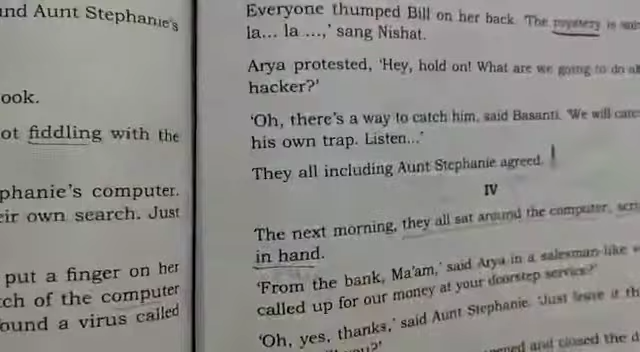 and Aunt Stephanie's
ook.
ot fiddling with the
phanie's computer.
eir own search. Just
put a finger on her
tch of the computer
ound a virus called
Everyone thumped Bill on her back. 'The mystery is
la... la ...,' sang Nishat.
Arya protested, 'Hey, hold on! What are we going to do
hacker?'
'Oh, there's a way to catch him, said Basanti. 'We will
his own trap. Listen...'
They all including Aunt Stephanie agreed.
IV
The next morning, they all sat around the computer,
in hand.
'From the bank, Ma'am,' said Arya in a salesman-like
called up for our money at your doorstep service?'
'Oh, yes, thanks,' said Aunt Stephanie. 'Just leave it
and closed the